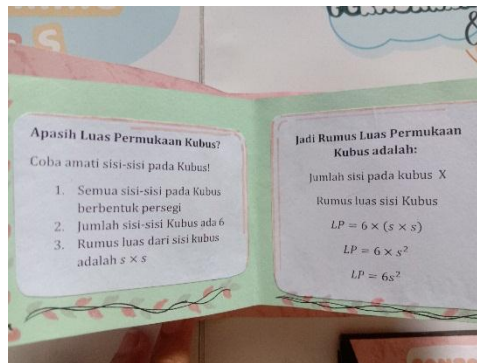 S
Apasih Luas Permukaan Kubus?
Coba amati sisi-sisi pada Kubus!
1. Semua sisi-sisi pada Kubus
berbentuk persegi
2. Jumlah sisi-sisi Kubus ada 6
3. Rumus luas dari sisi kubus
adalah s × s
Jadi Rumus Luas Permukaan
Kubus adalah:
Jumlah sisi pada kubus X
Rumus luas sisi Kubus
LP = 6 × (s × s)
LP = 6 × s²
LP = 6s²